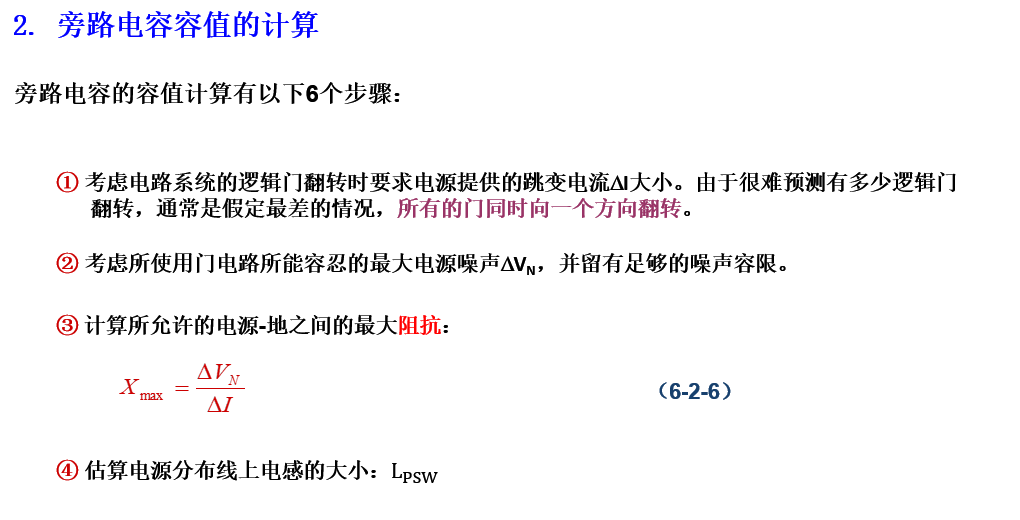 2. 旁路电容容值的计算
旁路电容的容值计算有以下6个步骤：
① 考虑电路系统的逻辑门翻转时要求电源提供的跳变电流ΔI大小。由于很难预测有多少逻辑门
翻转，通常是假定最差的情况，所有的门同时向一个方向翻转。
② 考虑所使用门电路所能容忍的最大电源噪声ΔV_N，并留有足够的噪声容限。
③ 计算所允许的电源-地之间的最大阻抗：
X_max = ΔV_N / ΔI （6-2-6）
④ 估算电源分布线上电感的大小：L_PSW